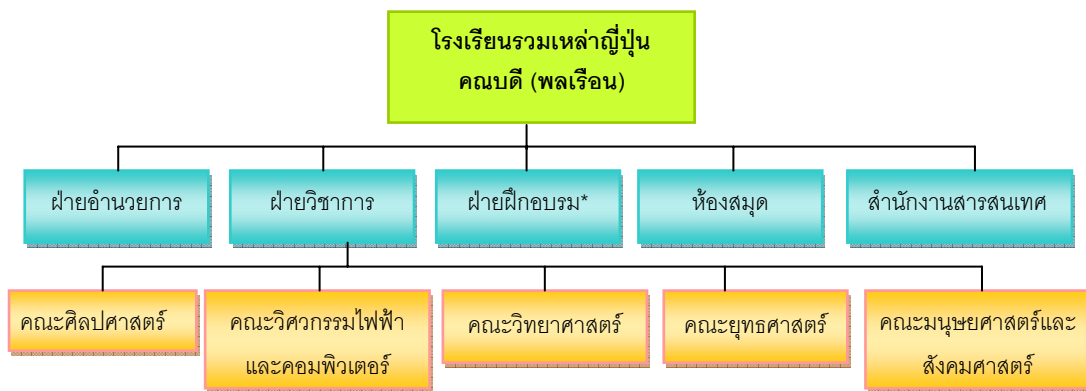 โรงเรียนรวมเหล่าญี่ปุ่น
คณบดี (พลเรือน)
ฝ่ายอำนวยการ
ฝ่ายวิชาการ
ฝ่ายฝึกอบรม*
ห้องสมุด
สำนักงานสารสนเทศ
คณะศิลปศาสตร์
คณะวิศวกรรมไฟฟ้า
และคอมพิวเตอร์
คณะวิทยาศาสตร์
คณะยุทธศาสตร์
คณะมนุษยศาสตร์และ
สังคมศาสตร์